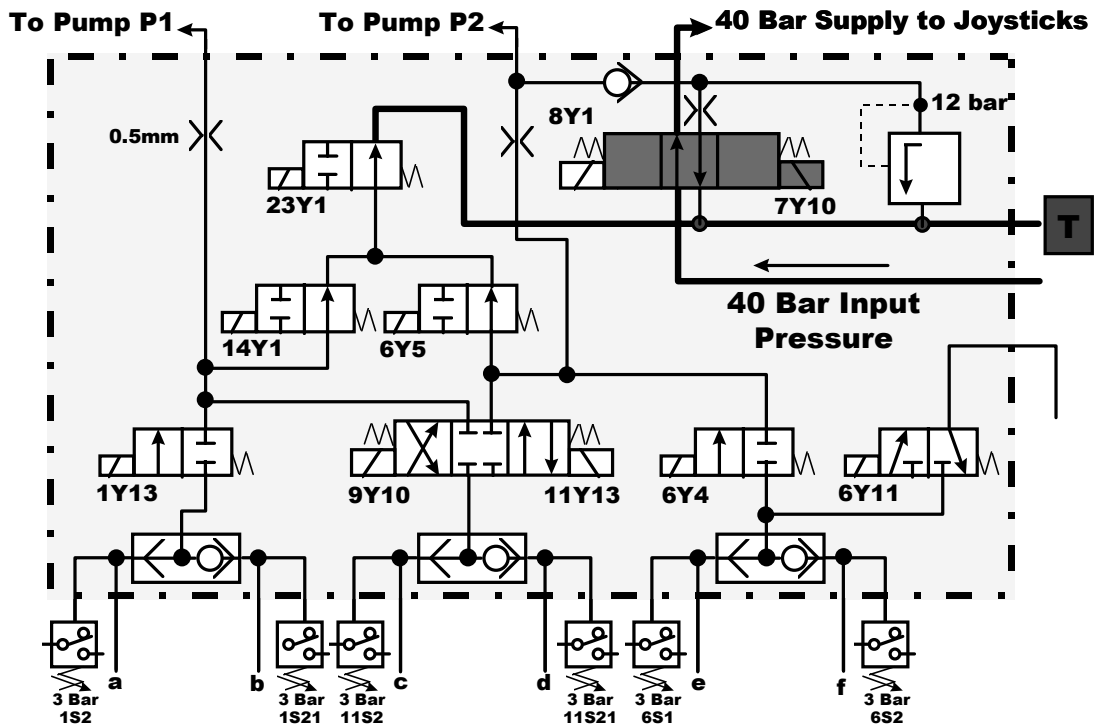 To Pump P1
To Pump P2
40 Bar Supply to Joysticks
0.5mm
8Y1
12 bar
23Y1
7Y10
T
40 Bar Input
Pressure
14Y1
6Y5
1Y13
9Y10
11Y13
6Y4
6Y11
a
b
c
d
e
f
3 Bar
1S2
3 Bar
1S21
3 Bar
11S2
3 Bar
11S21
3 Bar
6S1
3 Bar
6S2